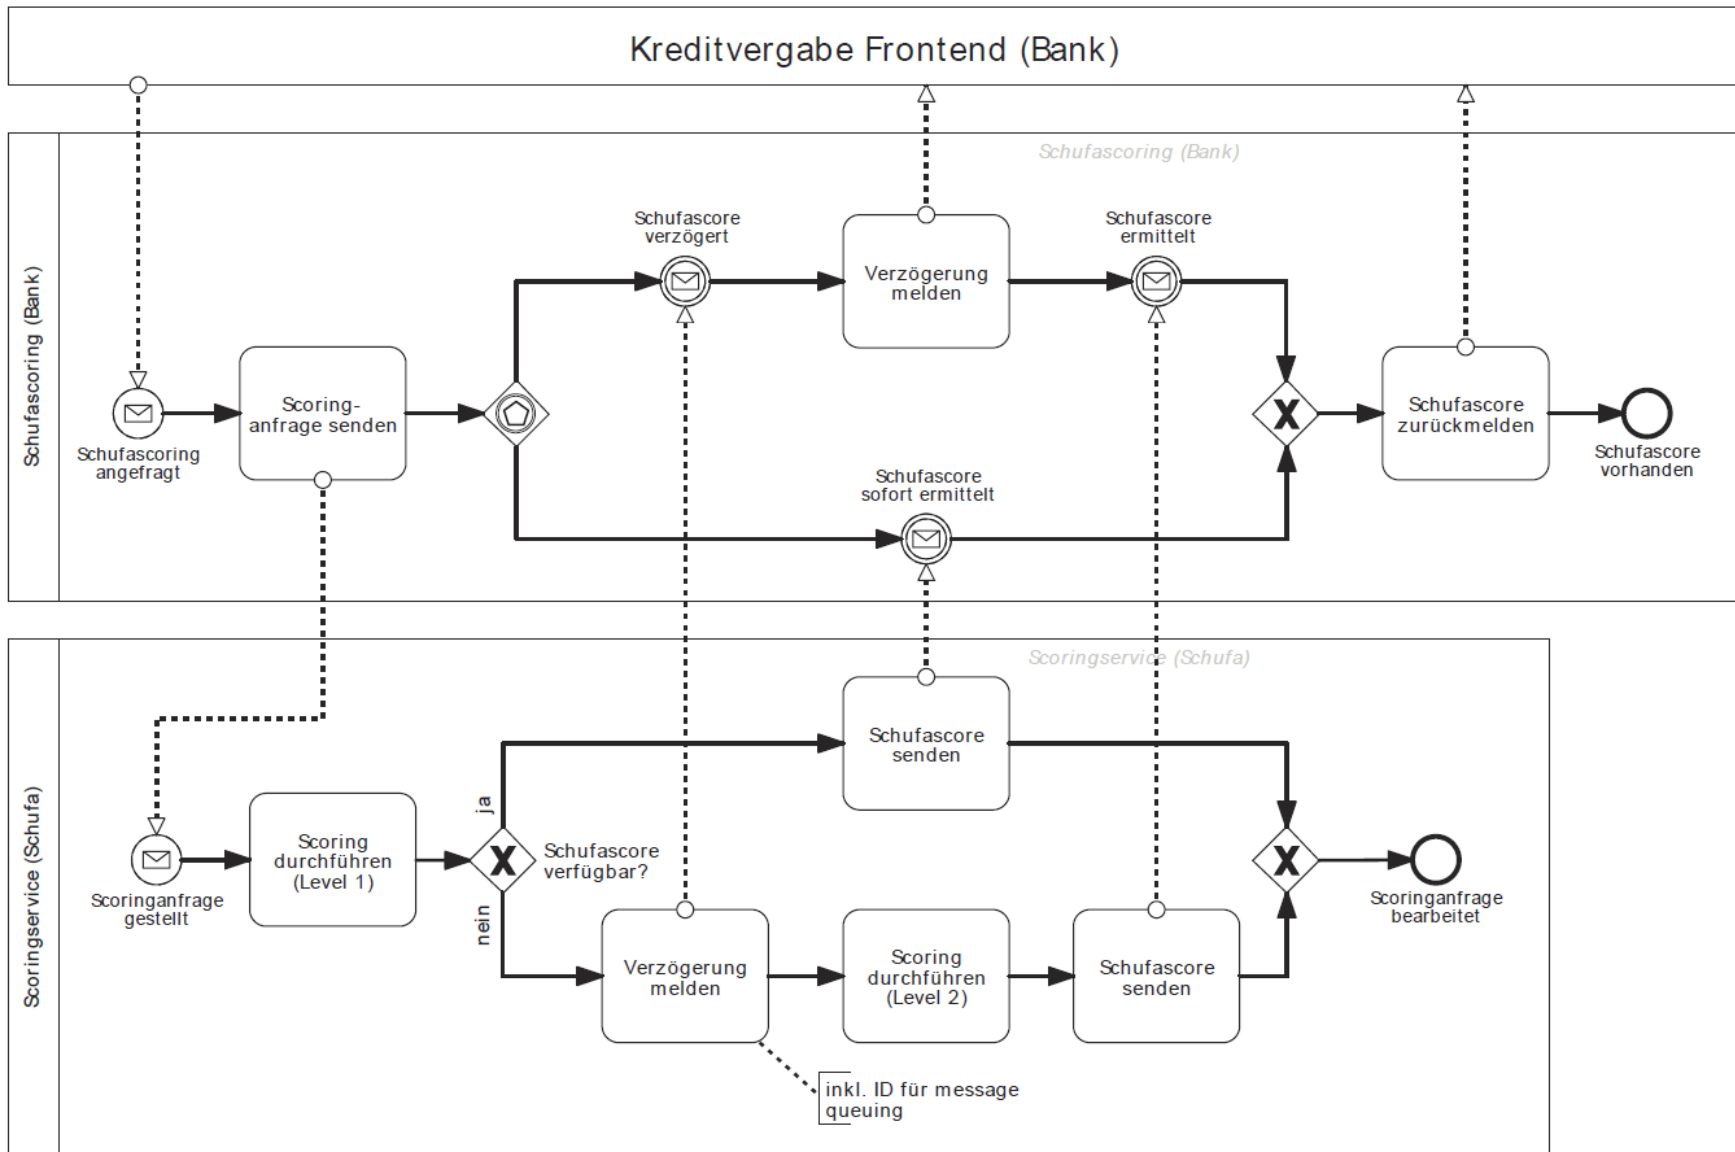 Kreditvergabe Frontend (Bank)
Schufascoring (Bank)
Schufascoring (Bank)
Schufascore
verzögert
Verzögerung
melden
Schufascore
ermittelt
Schufascoring
angefragt
Scoring-
anfrage senden
Schufascore
sofort ermittelt
Schufascore
zurückmelden
Schufascore
vorhanden
Scoringservice (Schufa)
Scoringservice (Schufa)
Schufascore
senden
Scoringanfrage
gestellt
Scoring
durchführen
(Level 1)
ja
Schufascore
verfügbar?
nein
Verzögerung
melden
Scoring
durchführen
(Level 2)
Schufascore
senden
Scoringanfrage
bearbeitet
inkl. ID für message
queuing